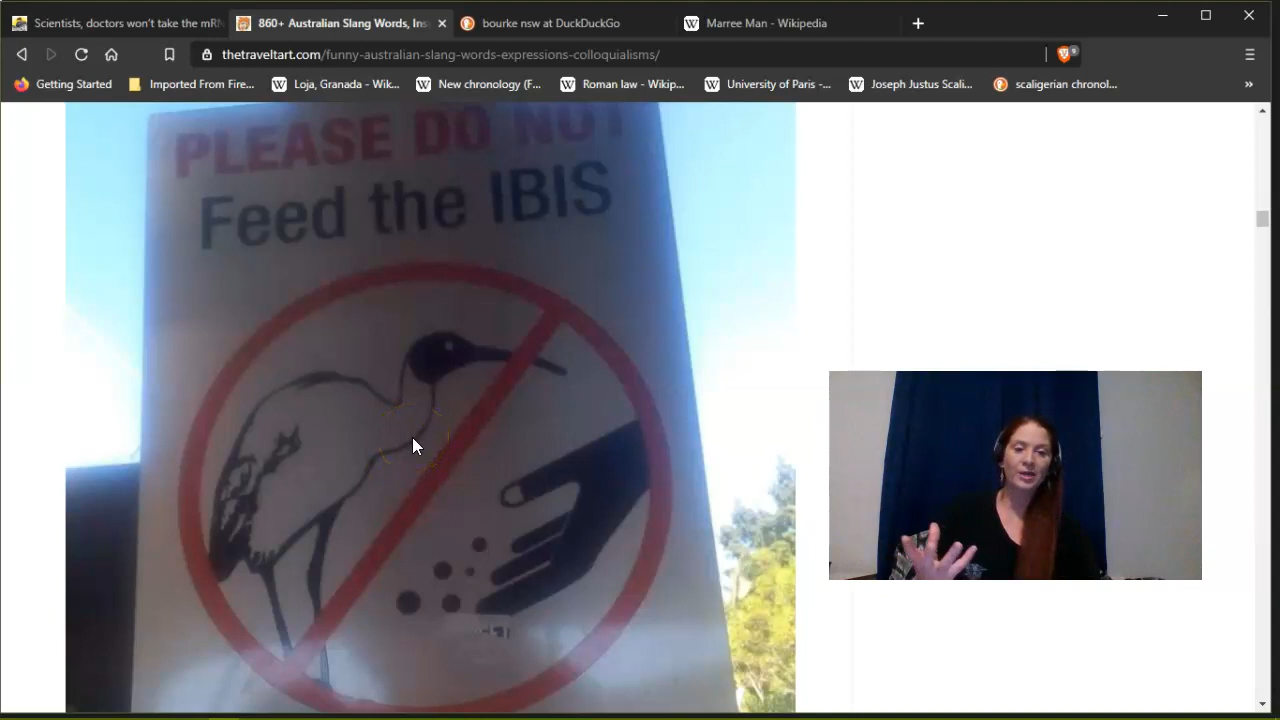 Scientists, doctors won't take the mRN
860+ Australian Slang Words, Ins
bourke nsw at DuckDuckGo
Marree Man - Wikipedia
thetraveltart.com/funny-australian-slang-words-expressions-colloquialisms/
9
Getting Started
Imported From Fire...
Loja, Granada - Wik...
New chronology (F...
Roman law - Wikip...
University of Paris -...
Joseph Justus Scali...
scaligerian chronol...
PLEASE DO NOT
Feed the IBIS